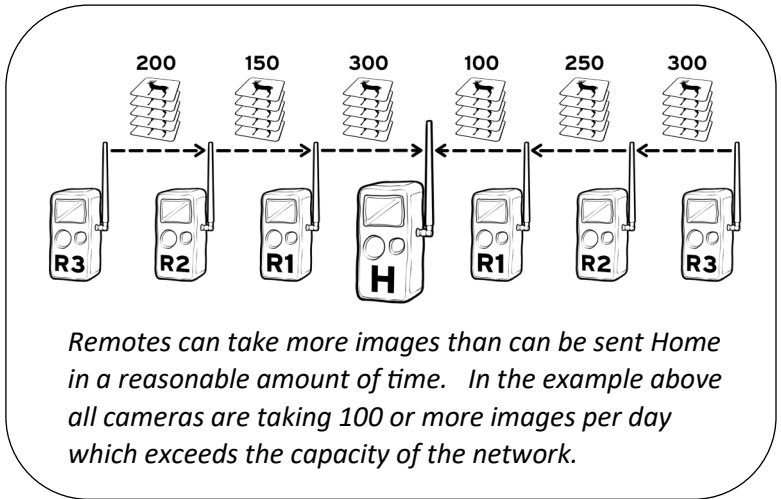 200 150 300 100 250 300
R3 R2 R1 H R1 R2 R3
Remotes can take more images than can be sent Home
in a reasonable amount of time. In the example above
all cameras are taking 100 or more images per day
which exceeds the capacity of the network.